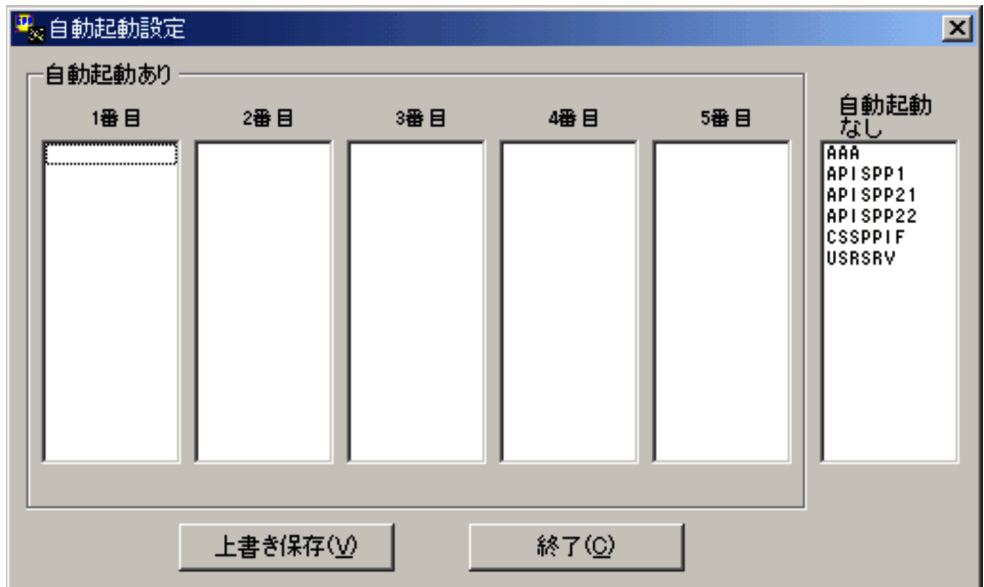 自動起動設定
自動起動あり
1番目
2番目
3番目
4番目
5番目
自動起動
なし
AAA
APISPP1
APISPP21
APISPP22
CSSPPIF
USRSRV
上書き保存(V)
終了(C)